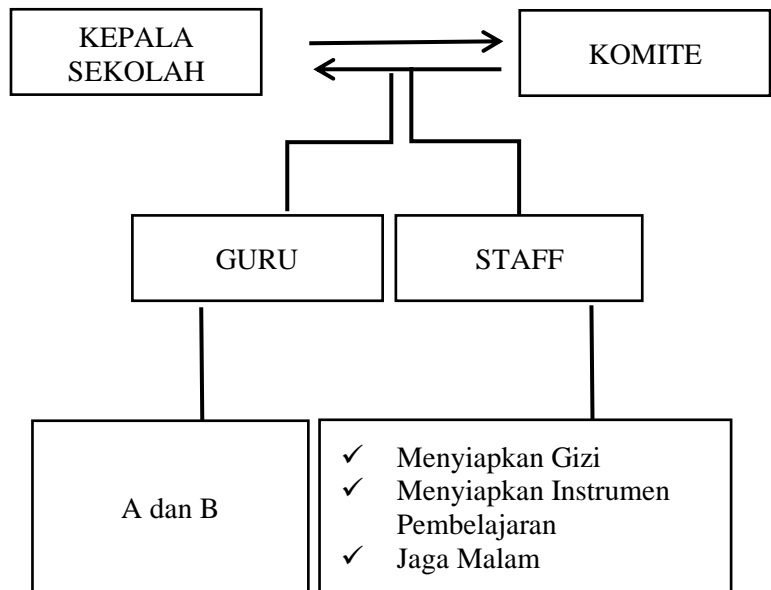 KEPALA
SEKOLAH
KOMITE
GURU
STAFF
A dan B
✓ Menyiapkan Gizi
✓ Menyiapkan Instrumen
Pembelajaran
✓ Jaga Malam